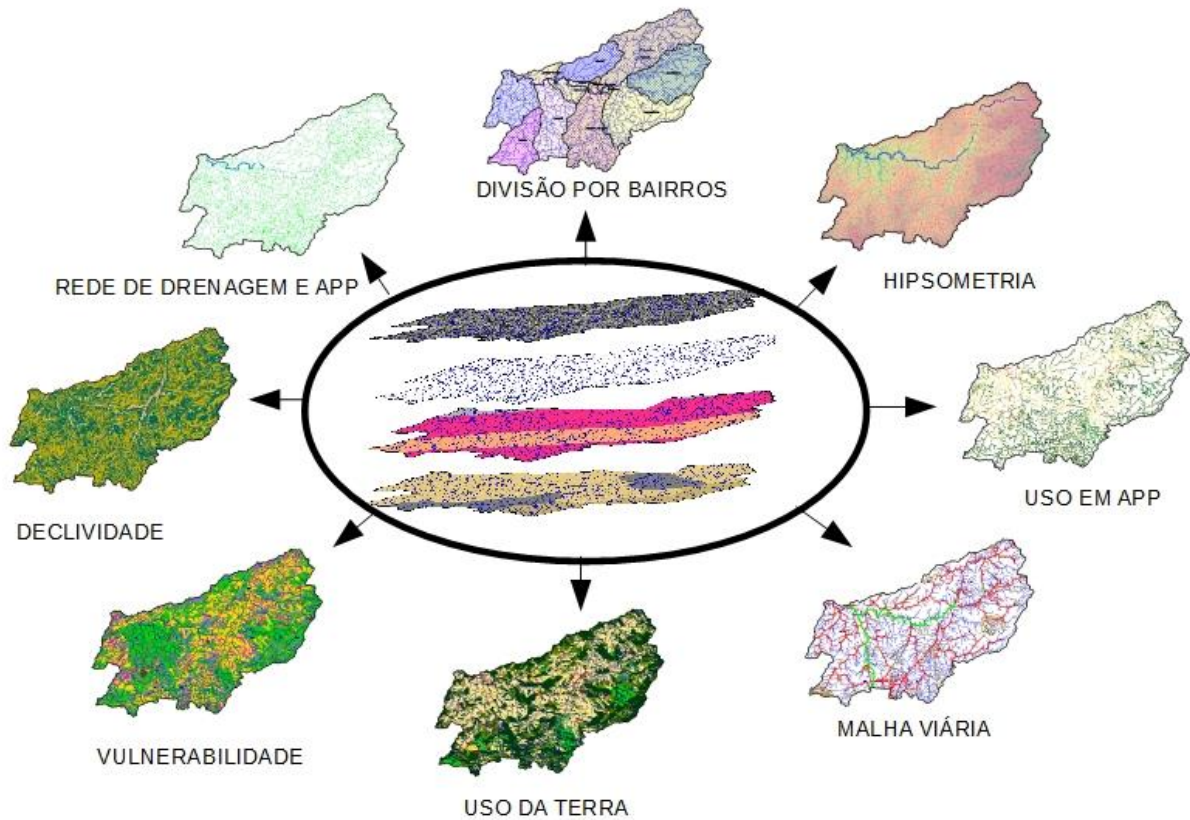 DIVISÃO POR BAIRROS
REDE DE DRENAGEM E APP
HIPSOMETRIA
DECLIVIDADE
USO EM APP
VULNERABILIDADE
MALHA VIÁRIA
USO DA TERRA